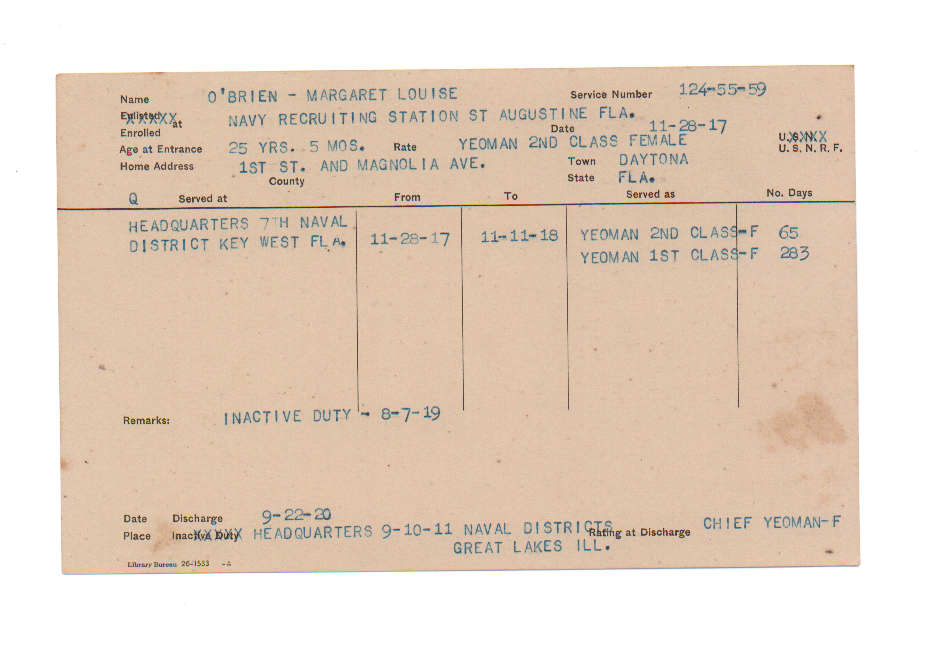 Name O'BRIEN - MARGARET LOUISE Service Number 124-55-59
Enlisted XXXXX at NAVY RECRUITING STATION ST AUGUSTINE FLA.
Enrolled Date 11-28-17
Age at Entrance 25 YRS. 5 MOS. Rate YEOMAN 2ND CLASS FEMALE U.S.N. XXXX U. S. N. R. F.
Home Address 1ST ST. AND MAGNOLIA AVE. Town DAYTONA
County State FLA.
Q Served at From To Served as No. Days
HEADQUARTERS 7TH NAVAL
DISTRICT KEY WEST FLA. 11-28-17 11-11-18 YEOMAN 2ND CLASS-F 65
YEOMAN 1ST CLASS-F 283
Remarks: INACTIVE DUTY - 8-7-19
Date Discharge 9-22-20
Place Inactive Duty XXXXX HEADQUARTERS 9-10-11 NAVAL DISTRICTS Rating at Discharge CHIEF YEOMAN-F
GREAT LAKES ILL.
Library Bureau 26-1533 -A